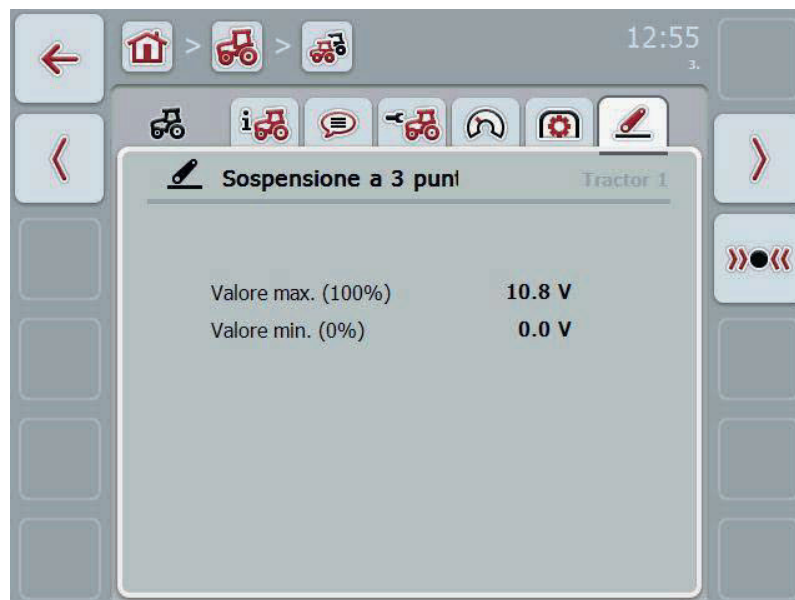 > >
12:55
3.
i
Sospensione a 3 punt
Tractor 1
Valore max. (100%) 10.8 V
Valore min. (0%) 0.0 V